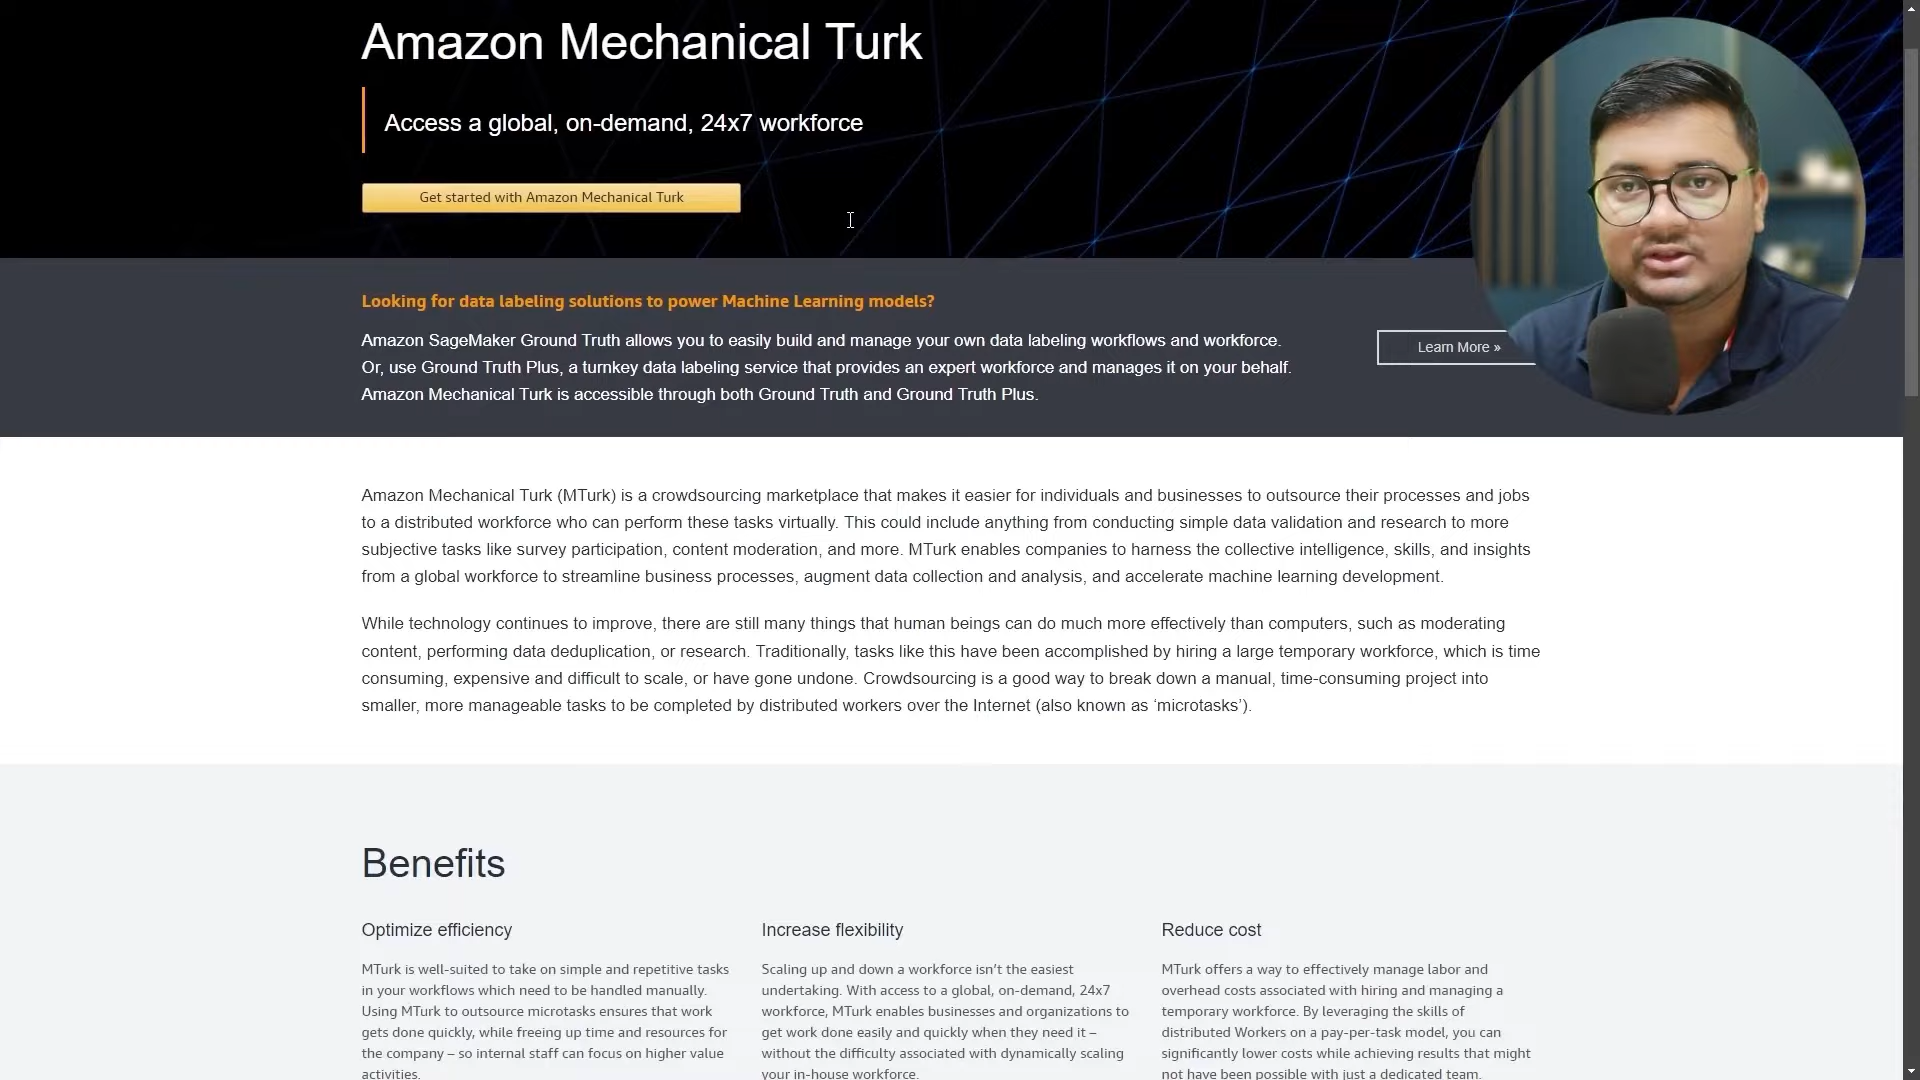 Amazon Mechanical Turk
Access a global, on-demand, 24x7 workforce
Get started with Amazon Mechanical Turk
Looking for data labeling solutions to power Machine Learning models?
Amazon SageMaker Ground Truth allows you to easily build and manage your own data labeling workflows and workforce.
Or, use Ground Truth Plus, a turnkey data labeling service that provides an expert workforce and manages it on your behalf.
Amazon Mechanical Turk is accessible through both Ground Truth and Ground Truth Plus.
Learn More »
Amazon Mechanical Turk (MTurk) is a crowdsourcing marketplace that makes it easier for individuals and businesses to outsource their processes and jobs
to a distributed workforce who can perform these tasks virtually. This could include anything from conducting simple data validation and research to more
subjective tasks like survey participation, content moderation, and more. MTurk enables companies to harness the collective intelligence, skills, and insights
from a global workforce to streamline business processes, augment data collection and analysis, and accelerate machine learning development.
While technology continues to improve, there are still many things that human beings can do much more effectively than computers, such as moderating
content, performing data deduplication, or research. Traditionally, tasks like this have been accomplished by hiring a large temporary workforce, which is time
consuming, expensive and difficult to scale, or have gone undone. Crowdsourcing is a good way to break down a manual, time-consuming project into
smaller, more manageable tasks to be completed by distributed workers over the Internet (also known as ‘microtasks’).
Benefits
Optimize efficiency
MTurk is well-suited to take on simple and repetitive tasks
in your workflows which need to be handled manually.
Using MTurk to outsource microtasks ensures that work
gets done quickly, while freeing up time and resources for
the company – so internal staff can focus on higher value
activities.
Increase flexibility
Scaling up and down a workforce isn’t the easiest
undertaking. With access to a global, on-demand, 24x7
workforce, MTurk enables businesses and organizations to
get work done easily and quickly when they need it –
without the difficulty associated with dynamically scaling
your in-house workforce.
Reduce cost
MTurk offers a way to effectively manage labor and
overhead costs associated with hiring and managing a
temporary workforce. By leveraging the skills of
distributed Workers on a pay-per-task model, you can
significantly lower costs while achieving results that might
not have been possible with just a dedicated team.